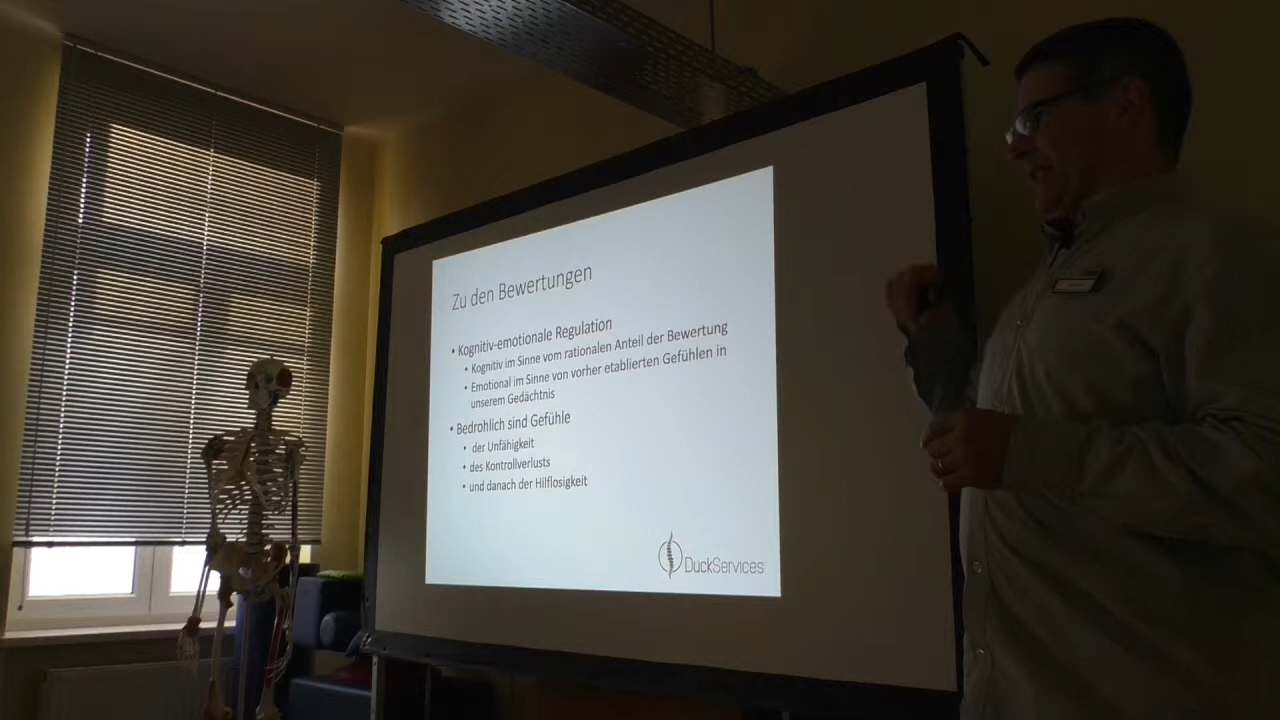 Zu den Bewertungen
• Kognitiv-emotionale Regulation
• Kognitiv im Sinne vom rationalen Anteil der Bewertung
• Emotional im Sinne von vorher etablierten Gefühlen in
unserem Gedächtnis
• Bedrohlich sind Gefühle
• der Unfähigkeit
• des Kontrollverlusts
• und danach der Hilflosigkeit
DuckServices